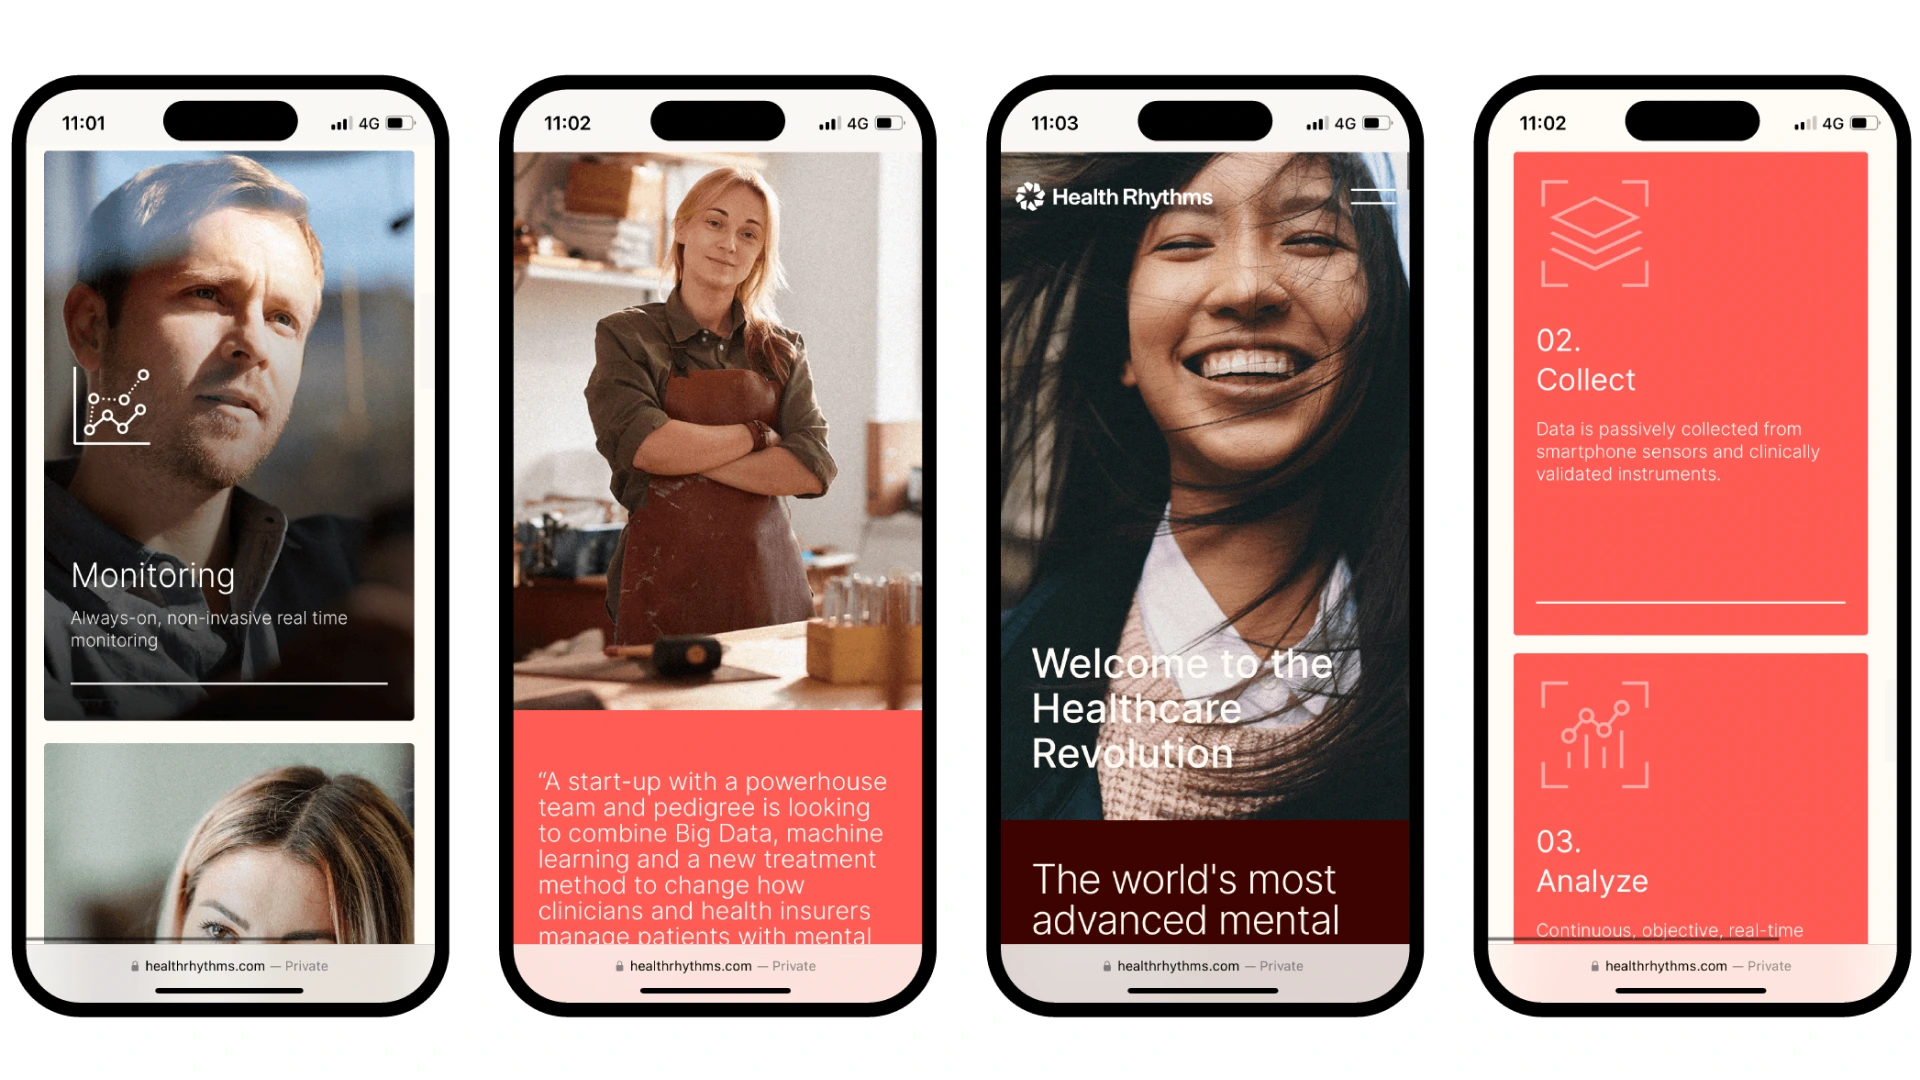 11:01
4G
Monitoring
Always-on, non-invasive real time
monitoring
healthrhythms.com — Private
11:02
4G
“A start-up with a powerhouse
team and pedigree is looking
to combine Big Data, machine
learning and a new treatment
method to change how
clinicians and health insurers
manage patients with mental
healthrhythms.com — Private
11:03
4G
Health Rhythms
Welcome to the
Healthcare
Revolution
The world's most
advanced mental
healthrhythms.com — Private
11:02
4G
02.
Collect
Data is passively collected from
smartphone sensors and clinically
validated instruments.
03.
Analyze
Continuous, objective, real-time
healthrhythms.com — Private